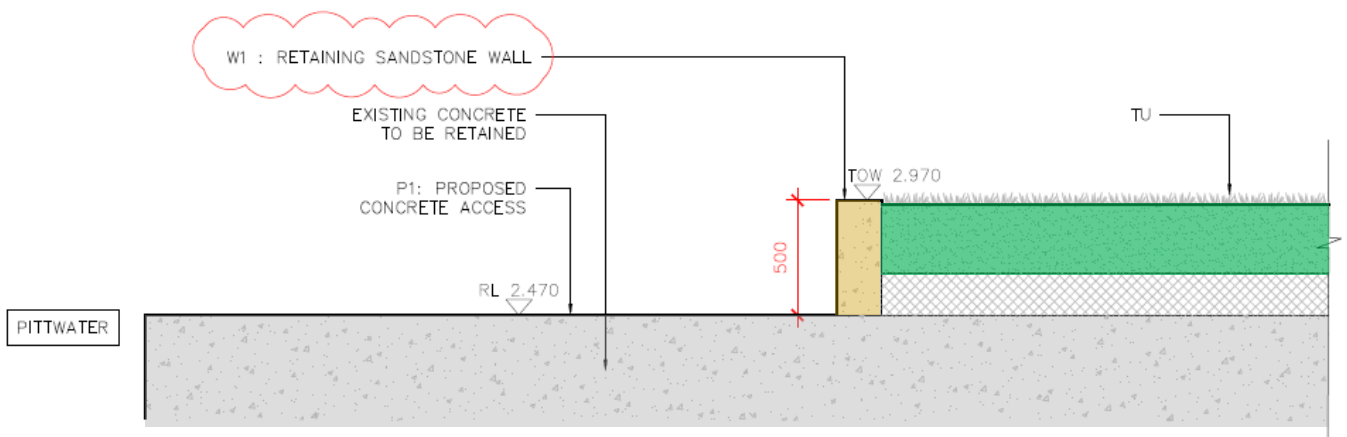 W1 : RETAINING SANDSTONE WALL
EXISTING CONCRETE
TO BE RETAINED
TU
P1: PROPOSED
CONCRETE ACCESS
TOW 2.970
500
RL 2.470
PITTWATER